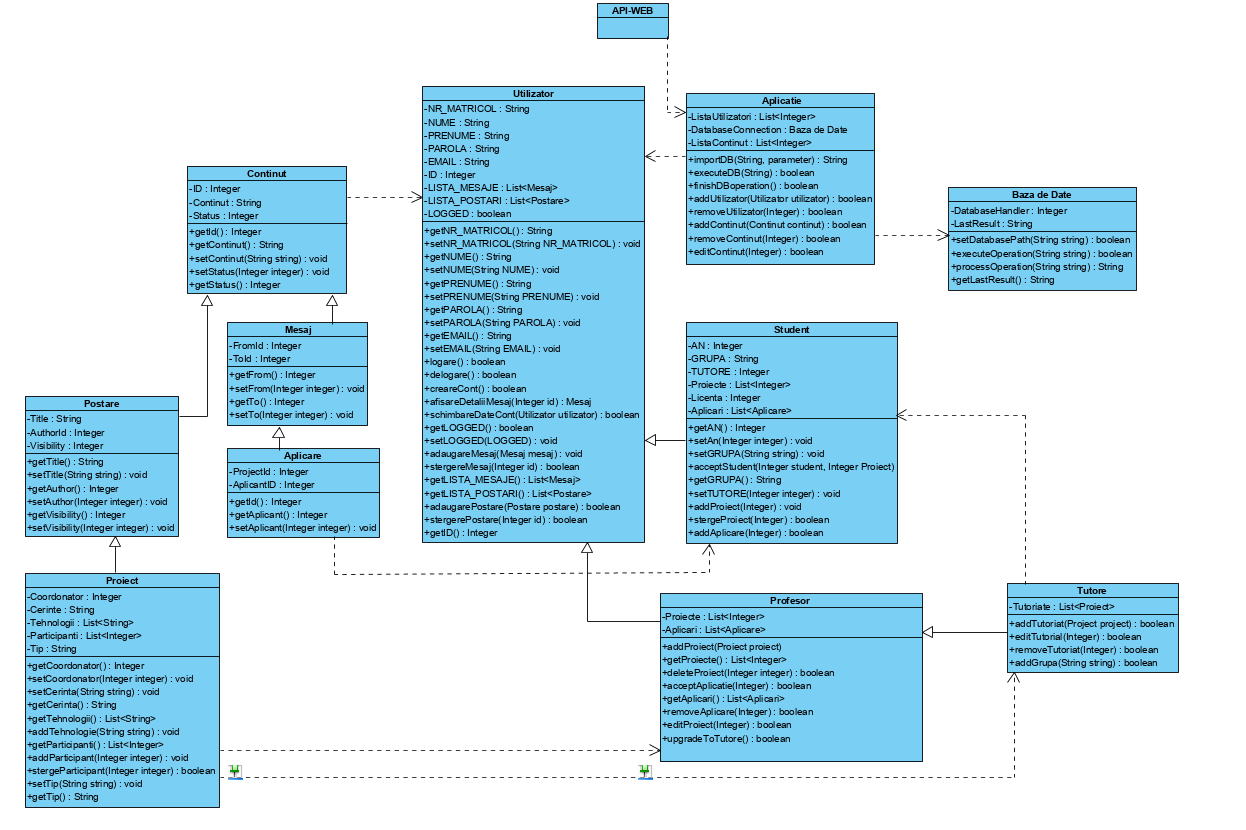 API-WEB
Utilizator
-NR_MATRICOL : String
-NUME : String
-PRENUME : String
-PAROLA : String
-EMAIL : String
-ID : Integer
-LISTA_MESAJE : List<Mesaj>
-LISTA_POSTARI : List<Postare>
-LOGGED : boolean
+getNR_MATRICOL() : String
+setNR_MATRICOL(String NR_MATRICOL) : void
+getNUME() : String
+setNUME(String NUME) : void
+getPRENUME() : String
+setPRENUME(String PRENUME) : void
+getPAROLA() : String
+setPAROLA(String PAROLA) : void
+getEMAIL() : String
+setEMAIL(String EMAIL) : void
+logare() : boolean
+delogare() : boolean
+creareCont() : boolean
+afisareDetaliiMesaj(Integer id) : Mesaj
+schimbareDateCont(Utilizator utilizator) : boolean
+getLOGGED() : boolean
+setLOGGED(LOGGED) : void
+adaugareMesaj(Mesaj mesaj) : void
+stergereMesaj(Integer id) : boolean
+getLISTA_MESAJE() : List<Mesaj>
+getLISTA_POSTARI() : List<Postare>
+adaugarePostare(Postare postare) : boolean
+stergerePostare(Integer id) : boolean
+getID() : Integer
Aplicatie
-ListaUtilizatori : List<Integer>
-DatabaseConnection : Baza de Date
-ListaContinut : List<Integer>
+importDB(String, parameter) : String
+executeDB(String) : boolean
+finishDBoperation() : boolean
+addUtilizator(Utilizator utilizator) : boolean
+removeUtilizator(Integer) : boolean
+addContinut(Continut continut) : boolean
+removeContinut(Integer) : boolean
+editContinut(Integer) : boolean
Baza de Date
-DatabaseHandler : Integer
-LastResult : String
+setDatabasePath(String string) : boolean
+executeOperation(String string) : boolean
+processOperation(String string) : String
+getLastResult() : String
Continut
-ID : Integer
-Continut : String
-Status : Integer
+getId() : Integer
+getContinut() : String
+setContinut(String string) : void
+setStatus(Integer integer) : void
+getStatus() : Integer
Mesaj
-FromId : Integer
-ToId : Integer
+getFrom() : Integer
+setFrom(Integer integer) : void
+getTo() : Integer
+setTo(Integer integer) : void
Student
-AN : Integer
-GRUPA : String
-TUTORE : Integer
-Proiecte : List<Integer>
-Licenta : Integer
-Aplicari : List<Aplicare>
+getAN() : Integer
+setAn(Integer integer) : void
+setGRUPA(String string) : void
+acceptStudent(Integer student, Integer Proiect)
+getGRUPA() : String
+setTUTORE(Integer integer) : void
+addProiect(Integer) : void
+stergeProiect(Integer) : boolean
+addAplicare(Integer) : boolean
Postare
-Title : String
-AuthorId : Integer
-Visibility : Integer
+getTitle() : String
+setTitle(String string) : void
+getAuthor() : Integer
+setAuthor(Integer integer) : void
+getVisibility() : Integer
+setVisibility(Integer integer) : void
Aplicare
-ProjectId : Integer
-AplicantID : Integer
+getId() : Integer
+getAplicant() : Integer
+setAplicant(Integer integer) : void
Proiect
-Coordonator : Integer
-Cerinte : String
-Tehnologii : List<String>
-Participanti : List<Integer>
-Tip : String
+getCoordonator() : Integer
+setCoordonator(Integer integer) : void
+setCerinta(String string) : void
+getCerinta() : String
+getTehnologii() : List<String>
+addTehnologie(String string) : void
+getParticipanti() : List<Integer>
+addParticipant(Integer integer) : void
+stergeParticipant(Integer integer) : boolean
+setTip(String string) : void
+getTip() : String
Profesor
-Proiecte : List<Integer>
-Aplicari : List<Aplicare>
+addProiect(Proiect proiect)
+getProiecte() : List<Integer>
+deleteProiect(Integer integer) : boolean
+acceptAplicatie(Integer) : boolean
+getAplicari() : List<Aplicari>
+removeAplicare(Integer) : boolean
+editProiect(Integer) : boolean
+upgradeToTutore() : boolean
Tutore
-Tutoriate : List<Proiect>
+addTutoriat(Project project) : boolean
+editTutorial(Integer) : boolean
+removeTutoriat(Integer) : boolean
+addGrupa(String string) : boolean